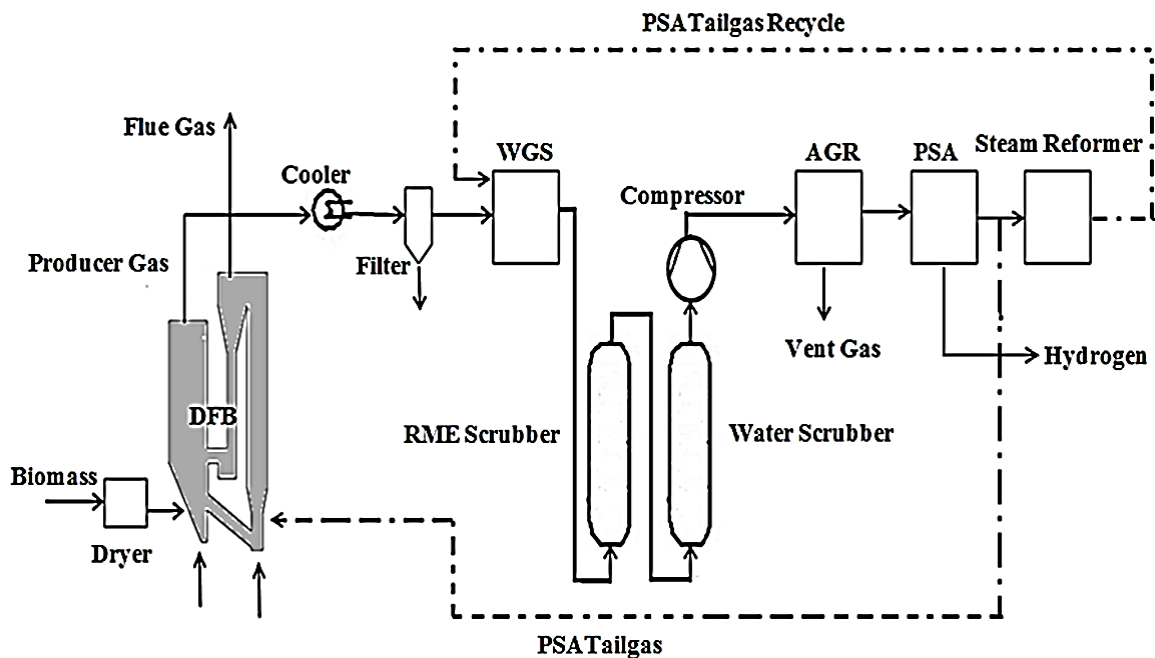 PSA Tailgas Recycle
Flue Gas
WGS
AGR
PSA
Steam Reformer
Cooler
Compressor
Producer Gas
Filter
Vent Gas
Hydrogen
DFB
RME Scrubber
Water Scrubber
Biomass
Dryer
PSA Tailgas